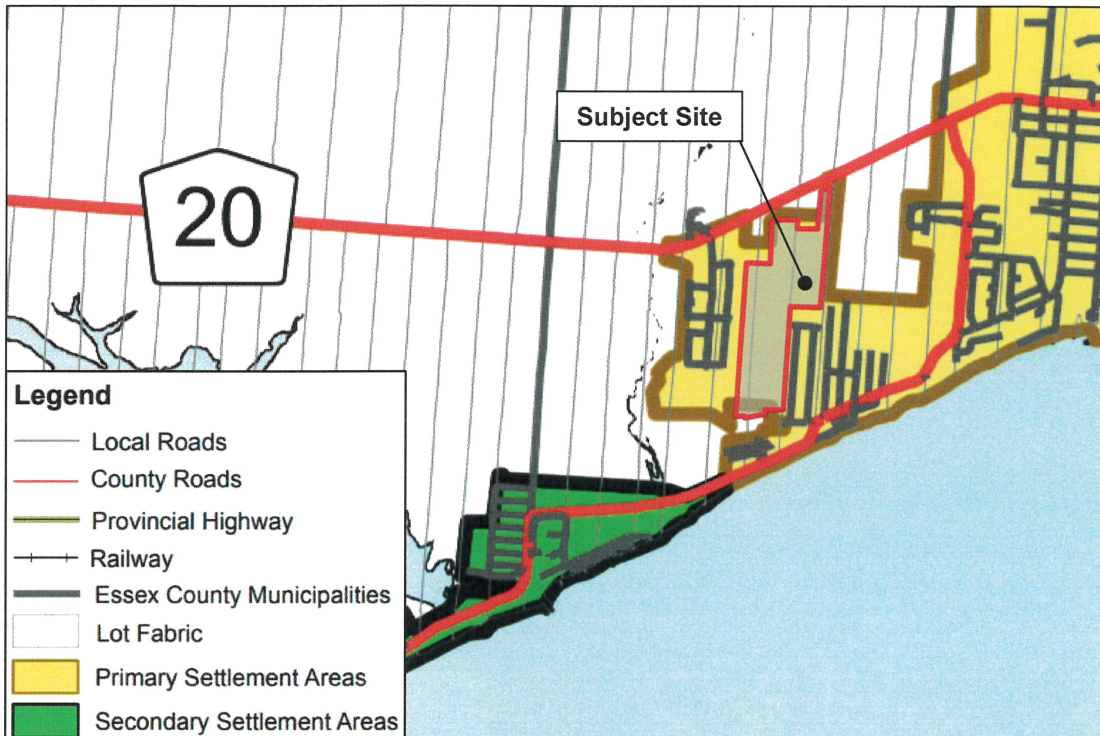 Subject Site
20
Legend
Local Roads
County Roads
Provincial Highway
Railway
Essex County Municipalities
Lot Fabric
Primary Settlement Areas
Secondary Settlement Areas